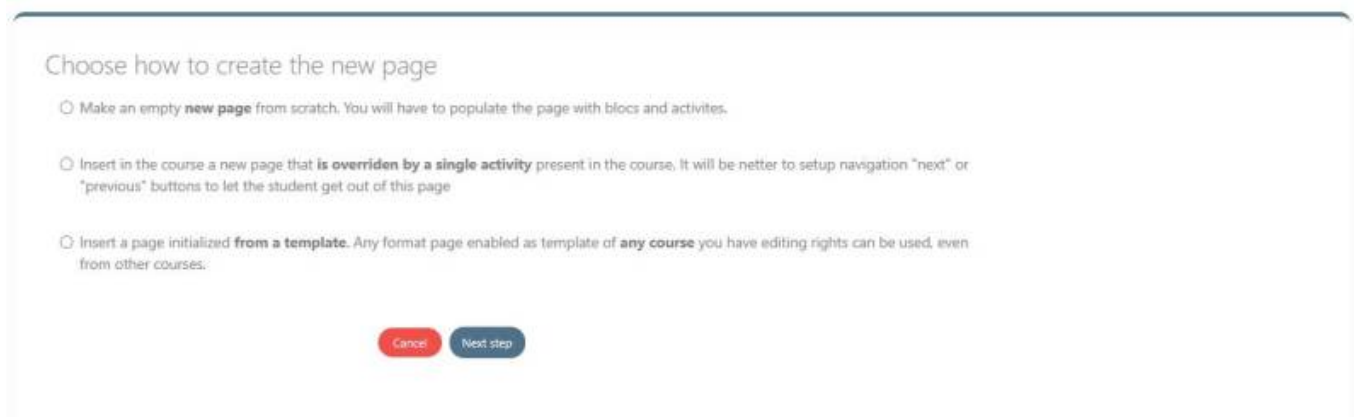 Choose how to create the new page
Make an empty new page from scratch. You will have to populate the page with blocs and activites.
Insert in the course a new page that is overriden by a single activity present in the course. It will be netter to setup navigation "next" or
"previous" buttons to let the student get out of this page
Insert a page initialized from a template. Any format page enabled as template of any course you have editing rights can be used, even
from other courses.
Cancel Next step